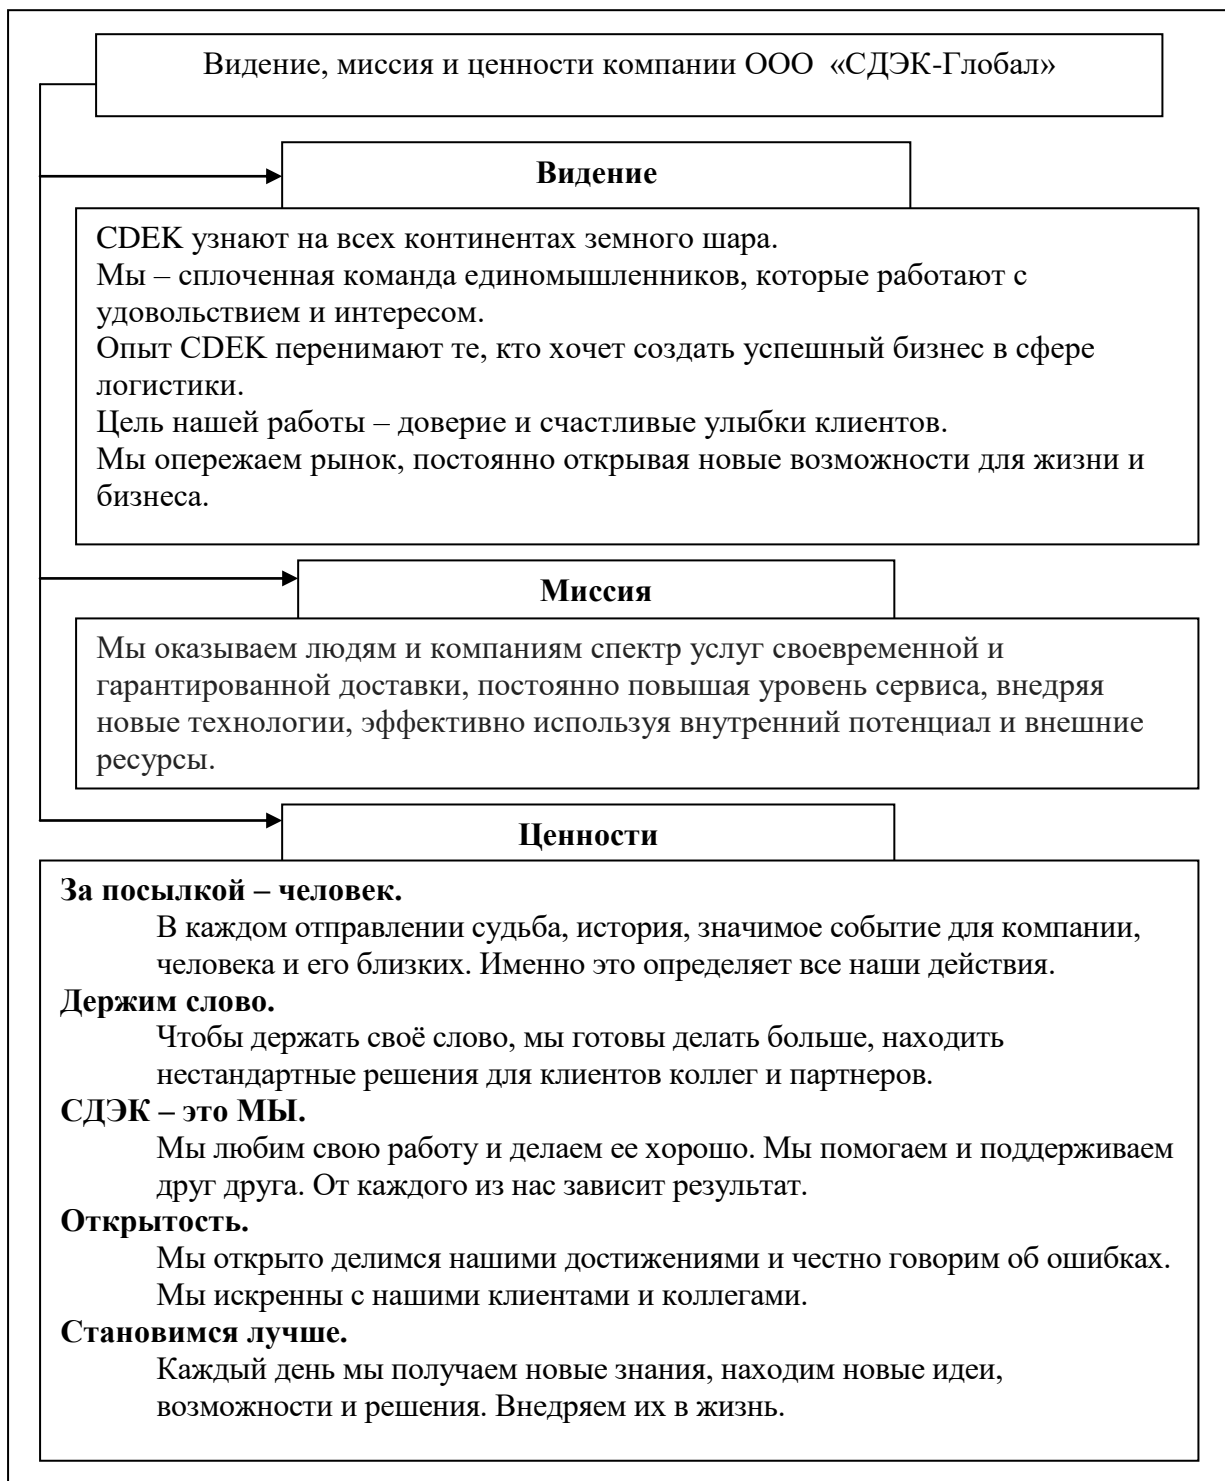 Видение, миссия и ценности компании ООО «СДЭК-Глобал»
Видение
CDEK узнают на всех континентах земного шара.
Мы – сплоченная команда единомышленников, которые работают с
удовольствием и интересом.
Опыт CDEK перенимают те, кто хочет создать успешный бизнес в сфере
логистики.
Цель нашей работы – доверие и счастливые улыбки клиентов.
Мы опережаем рынок, постоянно открывая новые возможности для жизни и
бизнеса.
Миссия
Мы оказываем людям и компаниям спектр услуг своевременной и
гарантированной доставки, постоянно повышая уровень сервиса, внедряя
новые технологии, эффективно используя внутренний потенциал и внешние
ресурсы.
Ценности
За посылкой – человек.
В каждом отправлении судьба, история, значимое событие для компании,
человека и его близких. Именно это определяет все наши действия.
Держим слово.
Чтобы держать своё слово, мы готовы делать больше, находить
нестандартные решения для клиентов коллег и партнеров.
СДЭК – это МЫ.
Мы любим свою работу и делаем ее хорошо. Мы помогаем и поддерживаем
друг друга. От каждого из нас зависит результат.
Открытость.
Мы открыто делимся нашими достижениями и честно говорим об ошибках.
Мы искренны с нашими клиентами и коллегами.
Становимся лучше.
Каждый день мы получаем новые знания, находим новые идеи,
возможности и решения. Внедряем их в жизнь.